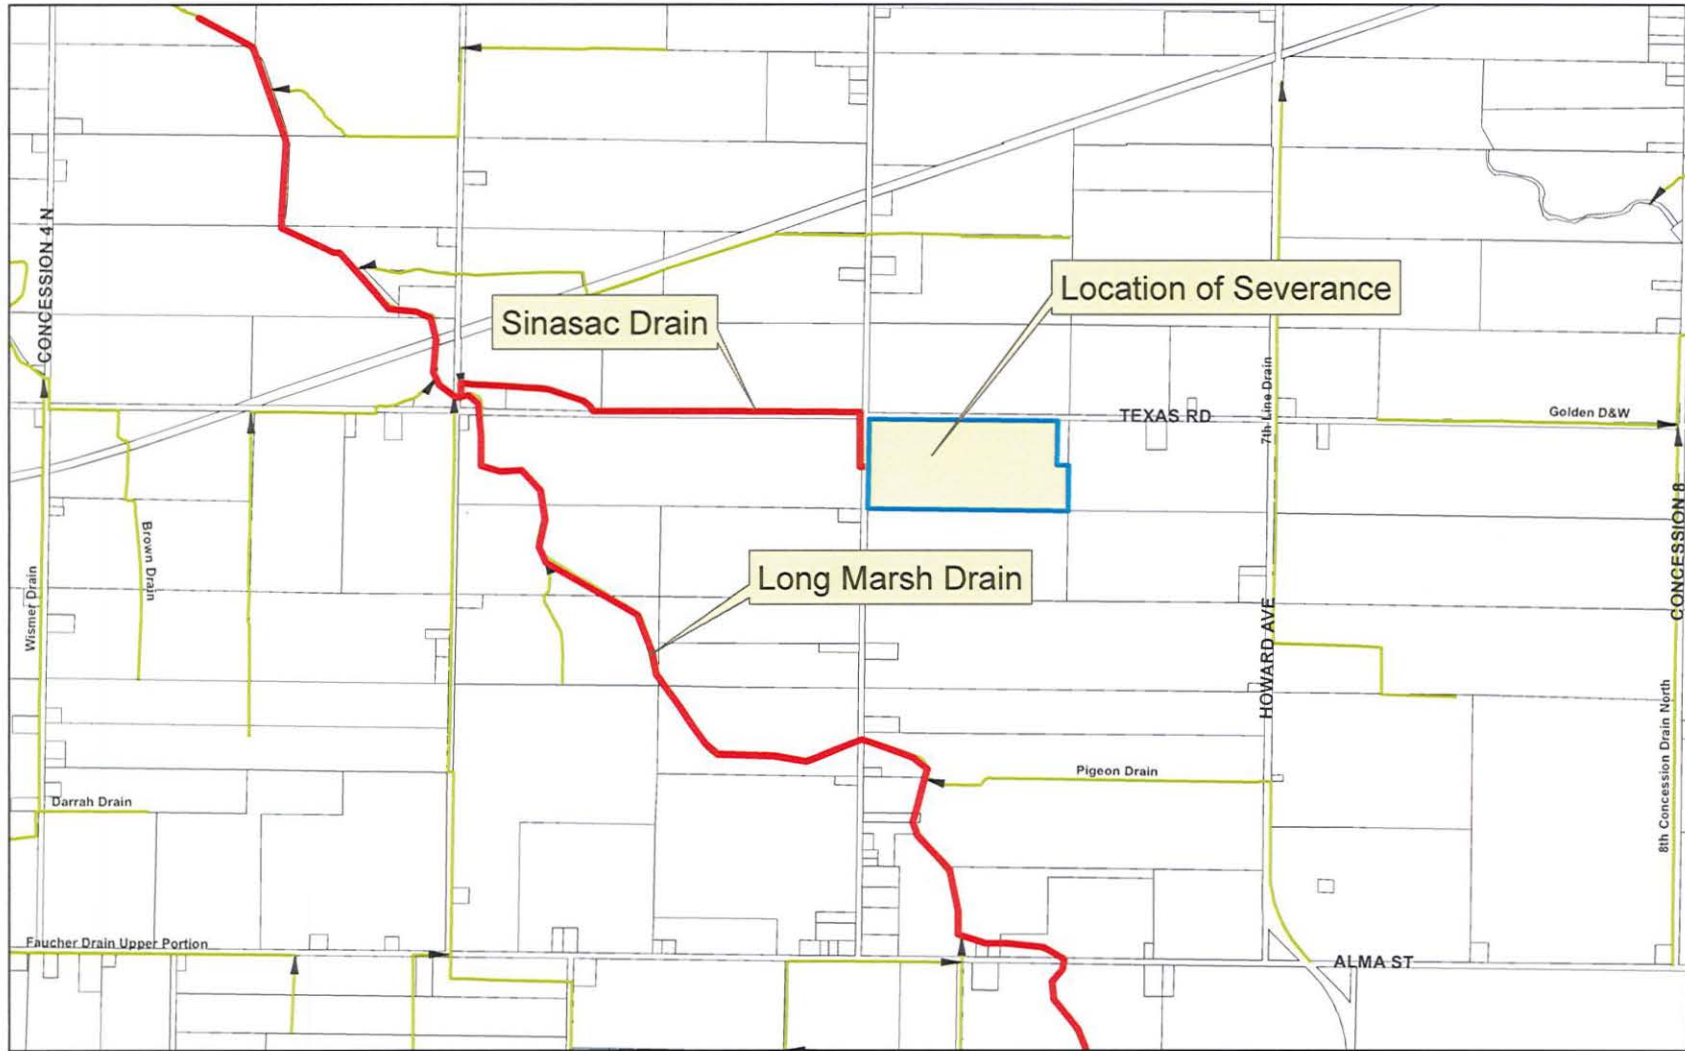 CONCESSION 4 N
Sinasac Drain
Location of Severance
7th Line Drain
TEXAS RD
Golden D&W
CONCESSION 8
Brown Drain
Wismer Drain
Long Marsh Drain
HOWARD AVE
8th Concession Drain North
Pigeon Drain
Darrah Drain
Faucher Drain Upper Portion
ALMA ST